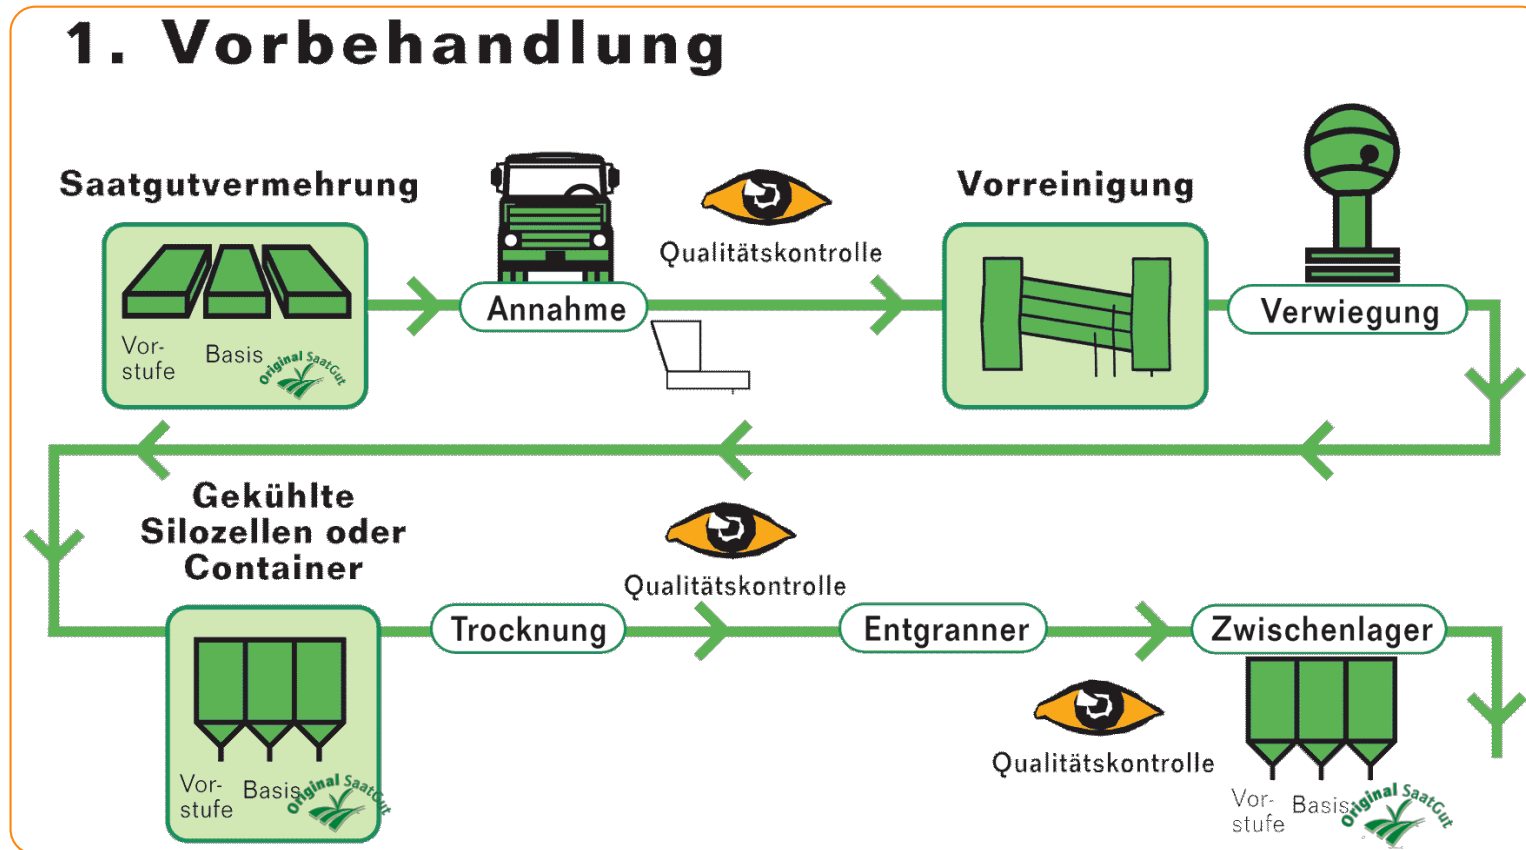 1. Vorbehandlung
Saatgutvermehrung
Vor-
stufe
Basis
Original SaatGut
Annahme
Qualitätskontrolle
Vorreinigung
Verwiegung
Gekühlte
Silozellen oder
Container
Vor-
stufe
Basis
Original SaatGut
Trocknung
Qualitätskontrolle
Entgranner
Qualitätskontrolle
Zwischenlager
Vor-
stufe
Basis
Original SaatGut